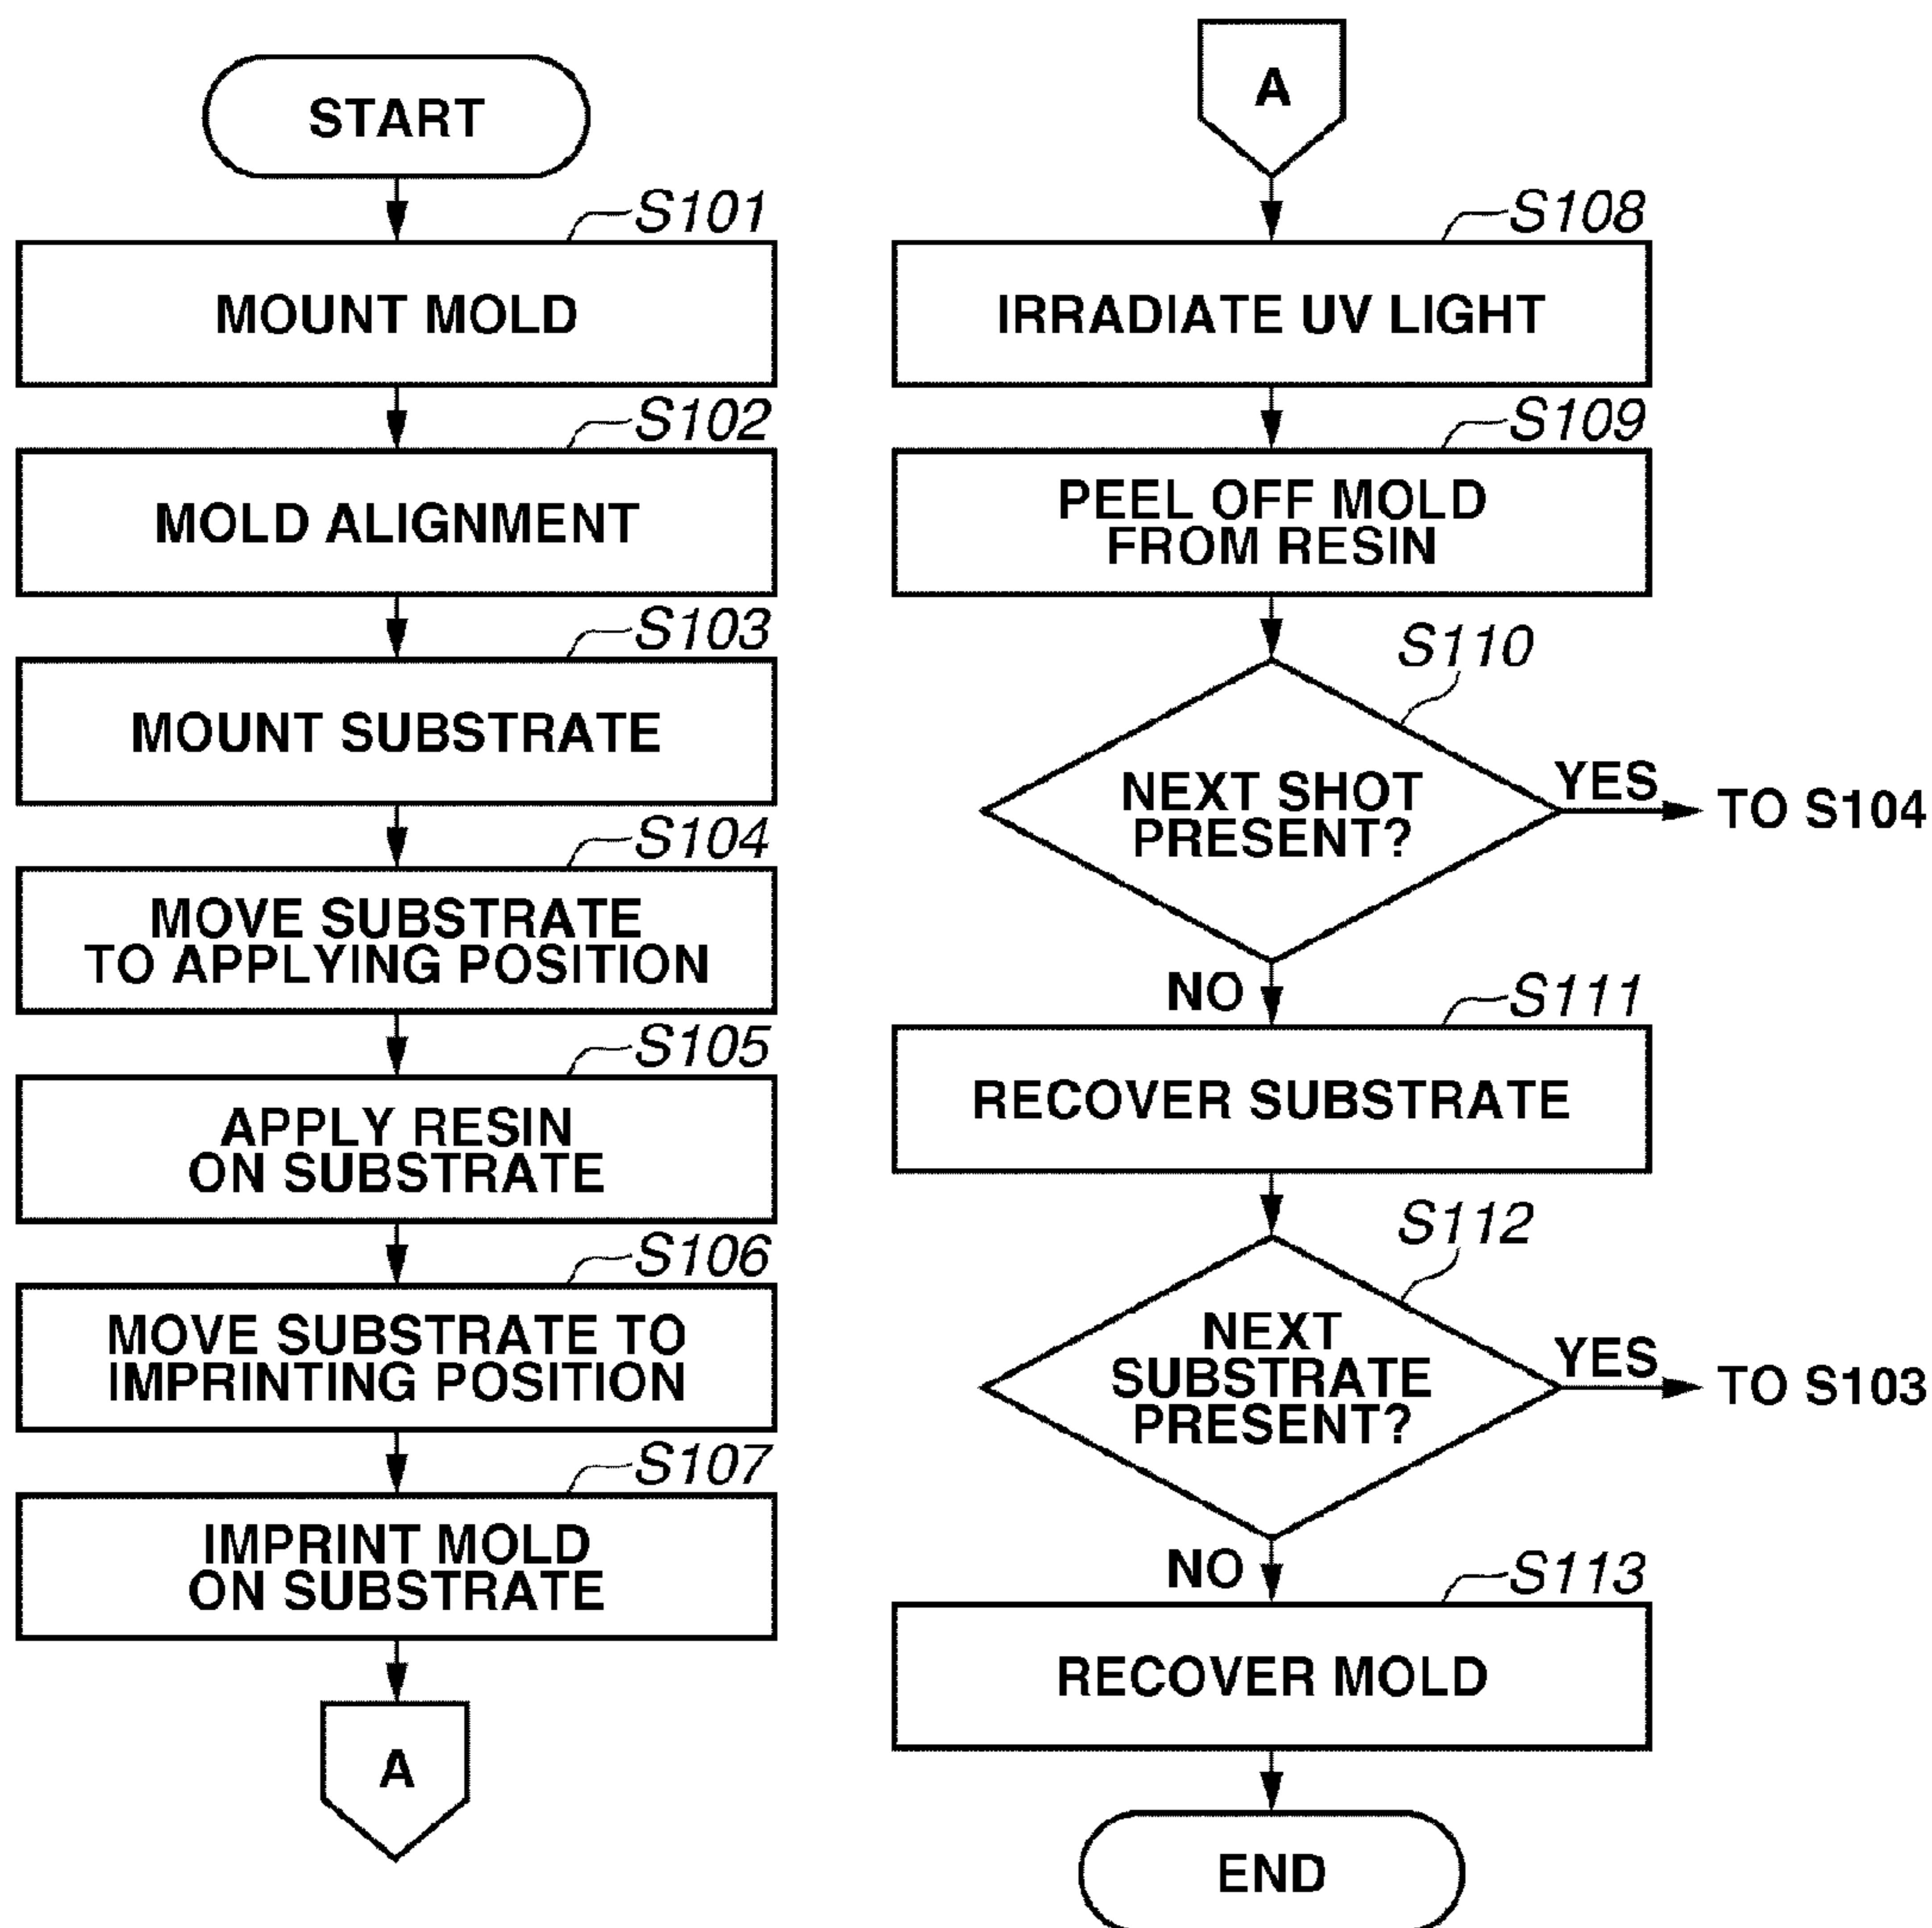 START
S101
MOUNT MOLD
S102
MOLD ALIGNMENT
S103
MOUNT SUBSTRATE
S104
MOVE SUBSTRATE
TO APPLYING POSITION
S105
APPLY RESIN
ON SUBSTRATE
S106
MOVE SUBSTRATE TO
IMPRINTING POSITION
S107
IMPRINT MOLD
ON SUBSTRATE
A
A
S108
IRRADIATE UV LIGHT
S109
PEEL OFF MOLD
FROM RESIN
S110
NEXT SHOT
PRESENT?
YES
TO S104
NO
S111
RECOVER SUBSTRATE
S112
NEXT
SUBSTRATE
PRESENT?
YES
TO S103
NO
S113
RECOVER MOLD
END